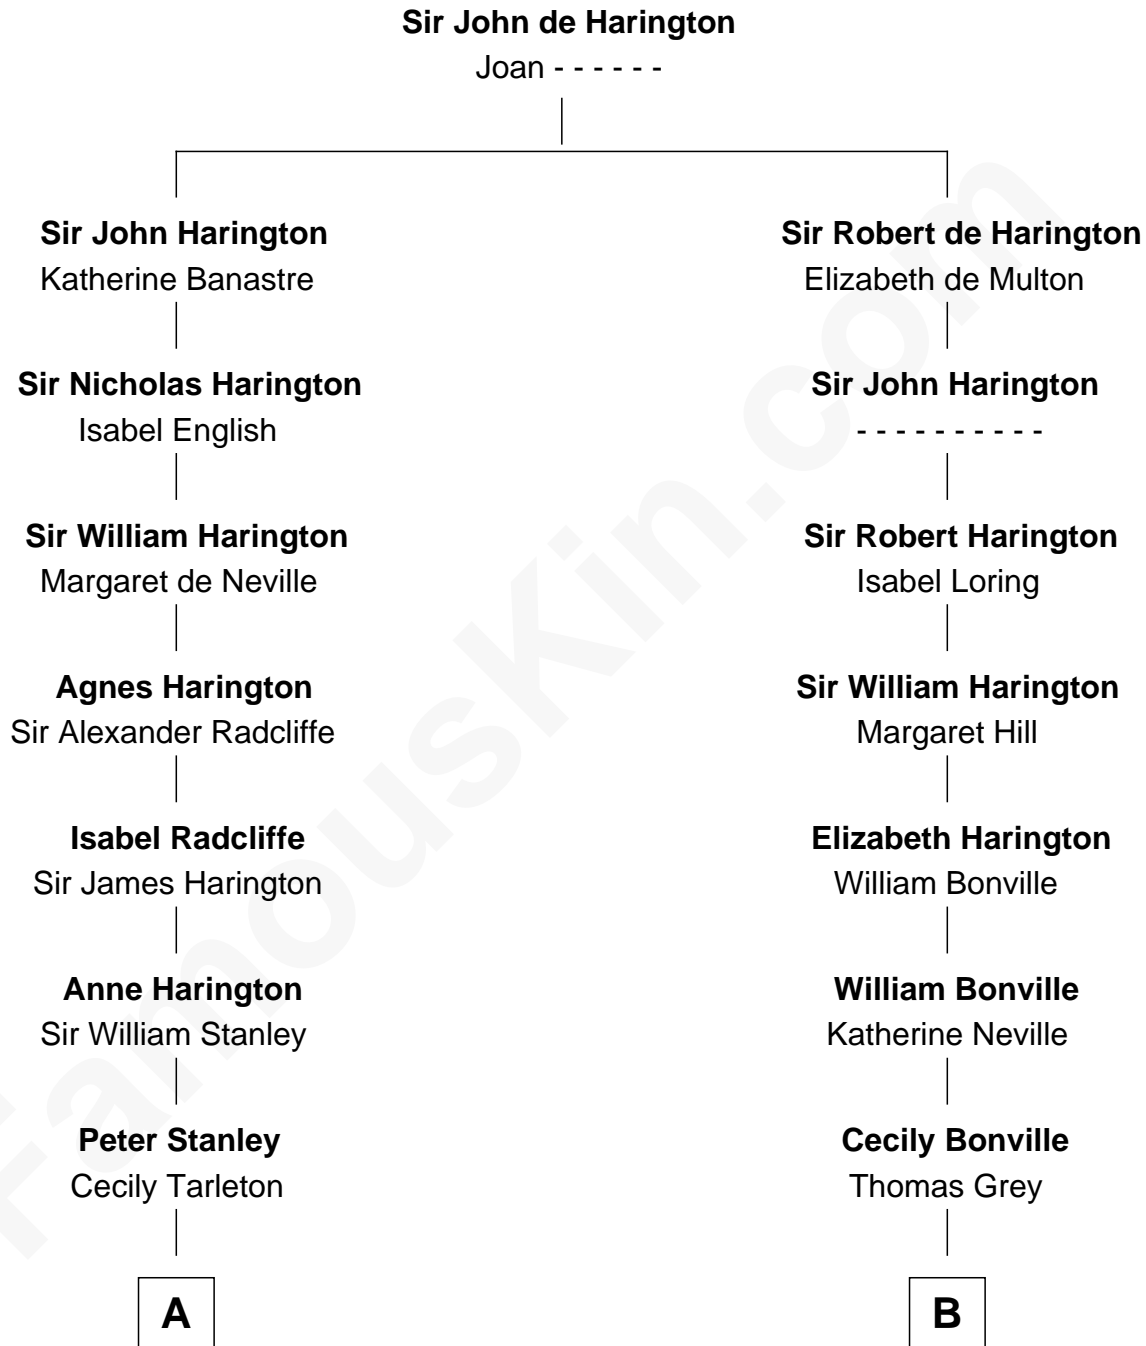 Sir John de Harington
Joan - - - - - -
Sir John Harington
Katherine Banastre
Sir Robert de Harington
Elizabeth de Multon
Sir Nicholas Harington
Isabel English
Sir John Harington
- - - - - - - - - -
Sir William Harington
Margaret de Neville
Sir Robert Harington
Isabel Loring
Agnes Harington
Sir Alexander Radcliffe
Sir William Harington
Margaret Hill
Isabel Radcliffe
Sir James Harington
Elizabeth Harington
William Bonville
Anne Harington
Sir William Stanley
William Bonville
Katherine Neville
Peter Stanley
Cecily Tarleton
Cecily Bonville
Thomas Grey
A
B
FamousKin.com